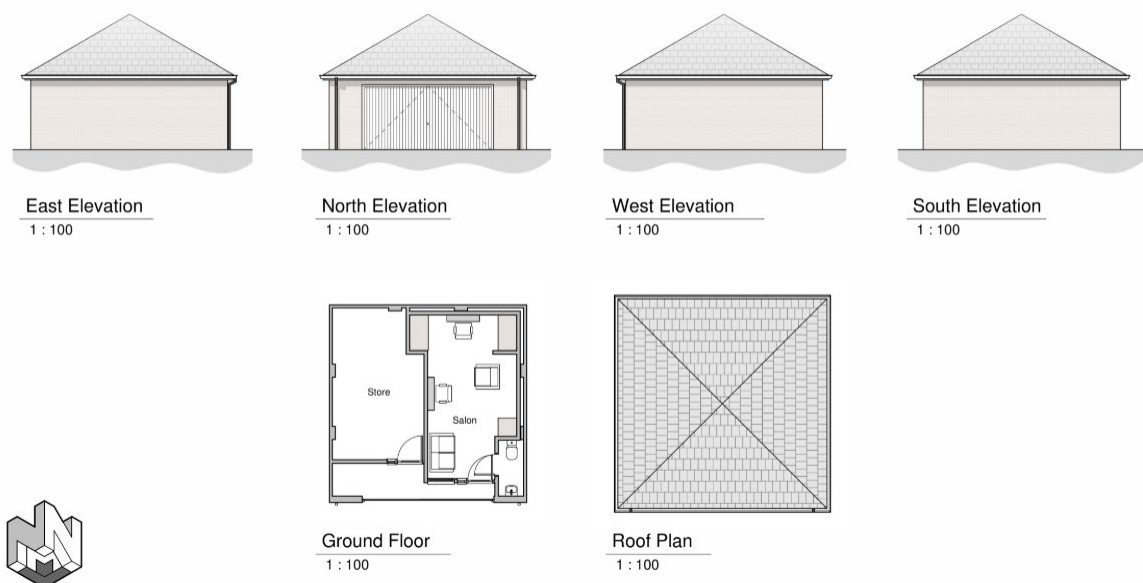 East Elevation
1 : 100
North Elevation
1 : 100
West Elevation
1 : 100
South Elevation
1 : 100
Store
Salon
Ground Floor
1 : 100
Roof Plan
1 : 100